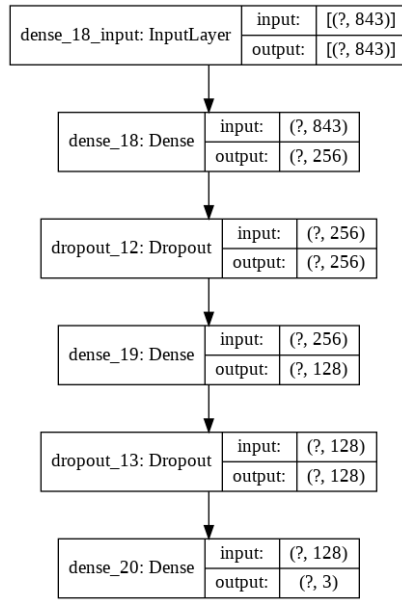 dense_18_input: InputLayer
input: [(?, 843)]
output: [(?, 843)]
dense_18: Dense
input: (?, 843)
output: (?, 256)
dropout_12: Dropout
input: (?, 256)
output: (?, 256)
dense_19: Dense
input: (?, 256)
output: (?, 128)
dropout_13: Dropout
input: (?, 128)
output: (?, 128)
dense_20: Dense
input: (?, 128)
output: (?, 3)